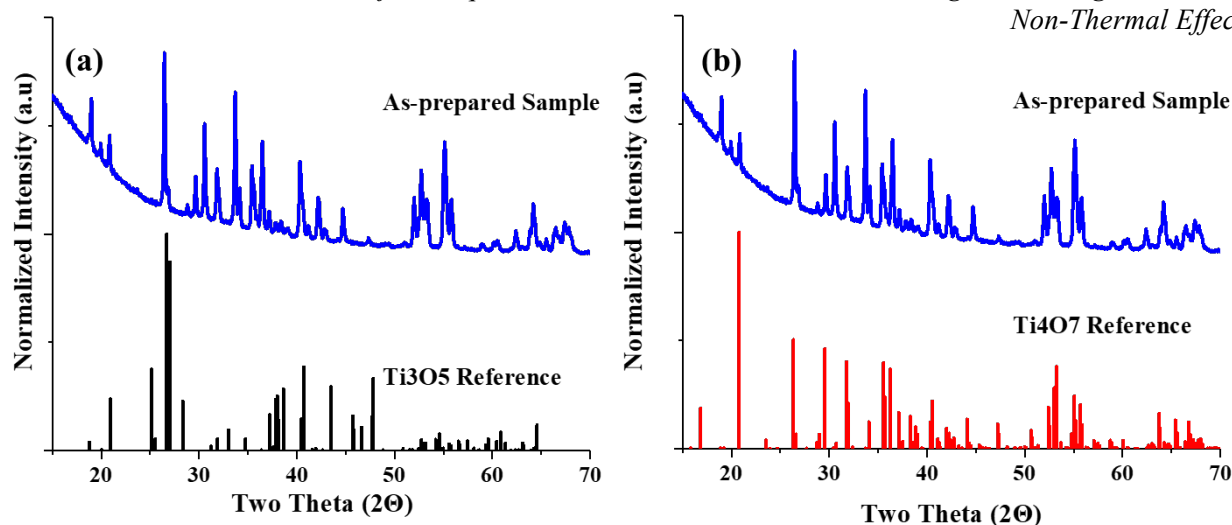 Non-Thermal Effec
(a)
As-prepared Sample
Ti3O5 Reference
Normalized Intensity (a.u)
20 30 40 50 60 70
Two Theta (2Θ)
(b)
As-prepared Sample
Ti4O7 Reference
Normalized Intensity (a.u)
20 30 40 50 60 70
Two Theta (2Θ)